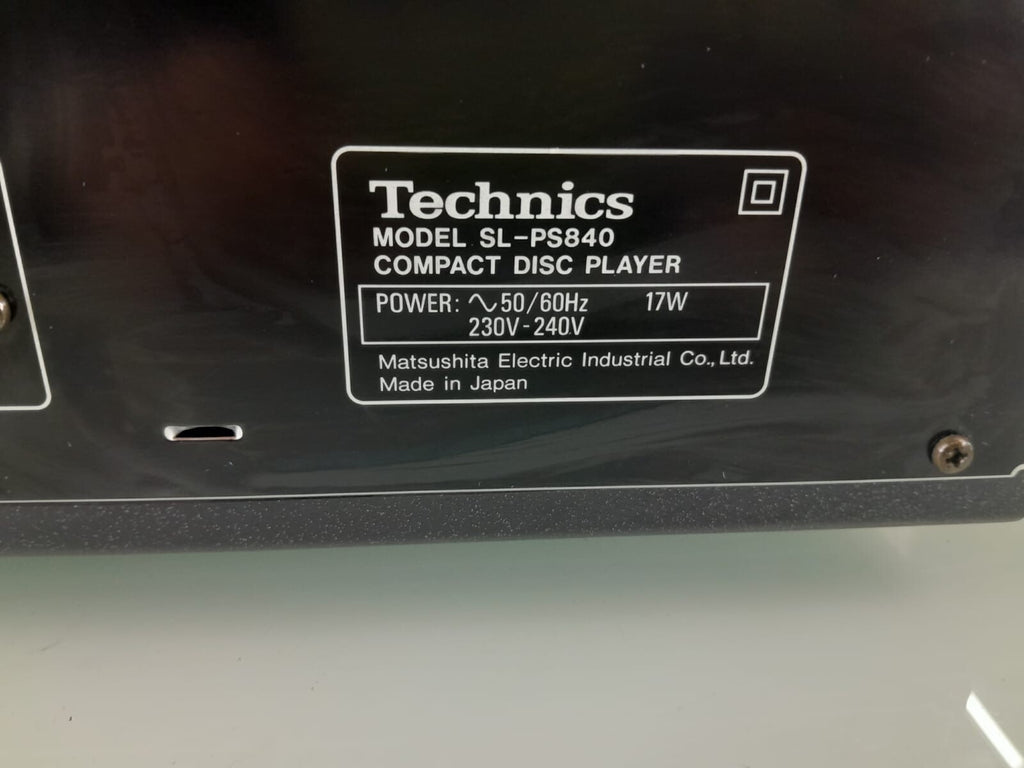 Technics
MODEL SL-PS840
COMPACT DISC PLAYER
POWER: ∿50/60Hz 17W
230V-240V
Matsushita Electric Industrial Co., Ltd.
Made in Japan